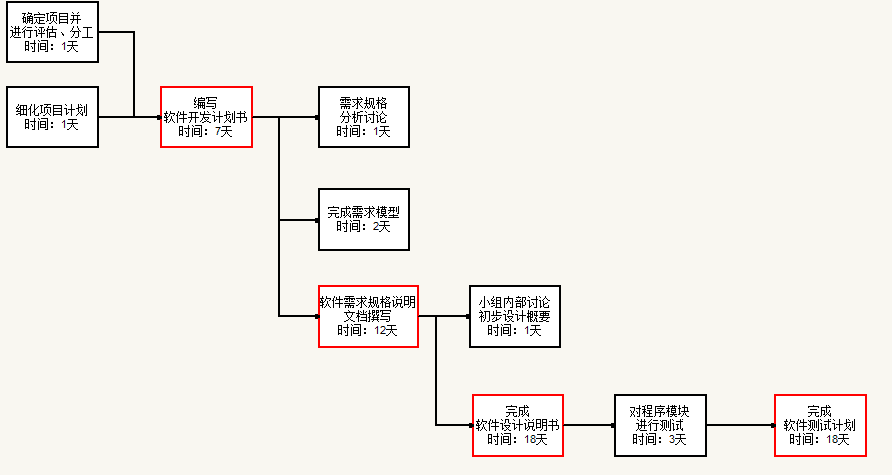 确定项目并
进行评估、分工
时间：1天
细化项目计划
时间：1天
编写
软件开发计划书
时间：7天
需求规格
分析讨论
时间：1天
完成需求模型
时间：2天
软件需求规格说明
文档撰写
时间：12天
小组内部讨论
初步设计概要
时间：1天
完成
软件设计说明书
时间：18天
对程序模块
进行测试
时间：3天
完成
软件测试计划
时间：18天